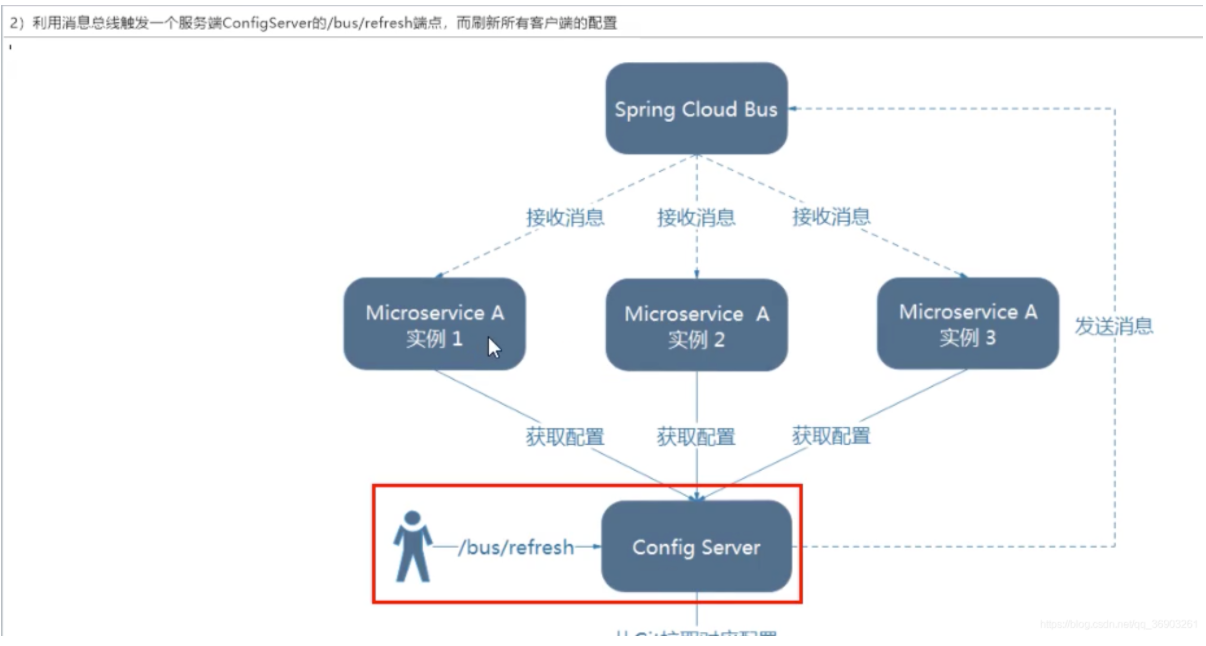 2）利用消息总线触发一个服务端ConfigServer的/bus/refresh端点，而刷新所有客户端的配置
Spring Cloud Bus
接收消息 接收消息 接收消息
Microservice A
实例 1
Microservice A
实例 2
Microservice A
实例 3
发送消息
获取配置 获取配置 获取配置
/bus/refresh
Config Server
https://blog.csdn.net/qq_36903261